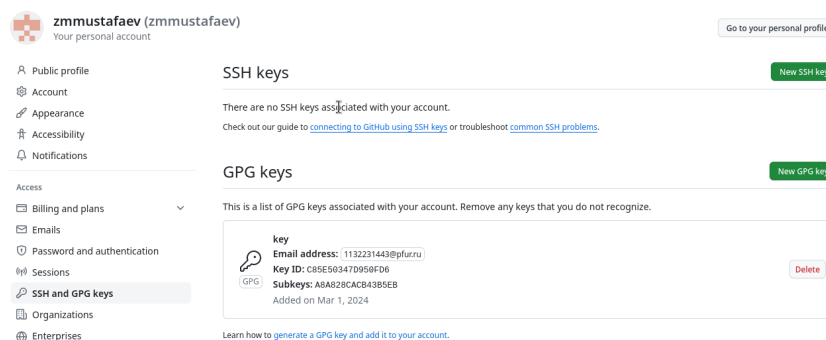 zmmustafaev (zmmustafaev)
Your personal account
Go to your personal profile
Public profile
Account
Appearance
Accessibility
Notifications
Access
Billing and plans
Emails
Password and authentication
Sessions
SSH and GPG keys
Organizations
Enterprises
SSH keys
New SSH key
There are no SSH keys associated with your account.
Check out our guide to connecting to GitHub using SSH keys or troubleshoot common SSH problems.
GPG keys
New GPG key
This is a list of GPG keys associated with your account. Remove any keys that you do not recognize.
key
Email address: 1132231443@pfur.ru
GPG
Key ID: C85E50347D950FD6
Subkeys: A8A828CACB43B5EB
Added on Mar 1, 2024
Delete
Learn how to generate a GPG key and add it to your account.